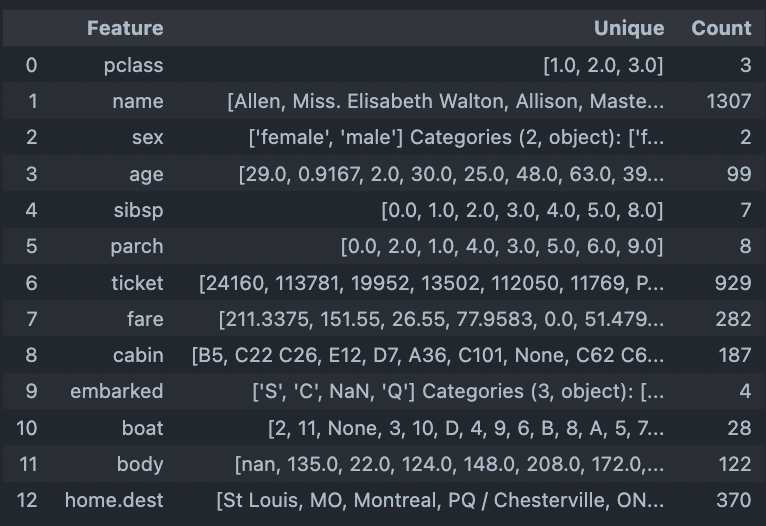 Feature Unique Count
0 pclass [1.0, 2.0, 3.0] 3
1 name [Allen, Miss. Elisabeth Walton, Allison, Maste... 1307
2 sex ['female', 'male'] Categories (2, object): ['f... 2
3 age [29.0, 0.9167, 2.0, 30.0, 25.0, 48.0, 63.0, 39... 99
4 sibsp [0.0, 1.0, 2.0, 3.0, 4.0, 5.0, 8.0] 7
5 parch [0.0, 2.0, 1.0, 4.0, 3.0, 5.0, 6.0, 9.0] 8
6 ticket [24160, 113781, 19952, 13502, 112050, 11769, P... 929
7 fare [211.3375, 151.55, 26.55, 77.9583, 0.0, 51.479... 282
8 cabin [B5, C22 C26, E12, D7, A36, C101, None, C62 C6... 187
9 embarked ['S', 'C', NaN, 'Q'] Categories (3, object): [... 4
10 boat [2, 11, None, 3, 10, D, 4, 9, 6, B, 8, A, 5, 7... 28
11 body [nan, 135.0, 22.0, 124.0, 148.0, 208.0, 172.0,... 122
12 home.dest [St Louis, MO, Montreal, PQ / Chesterville, ON... 370